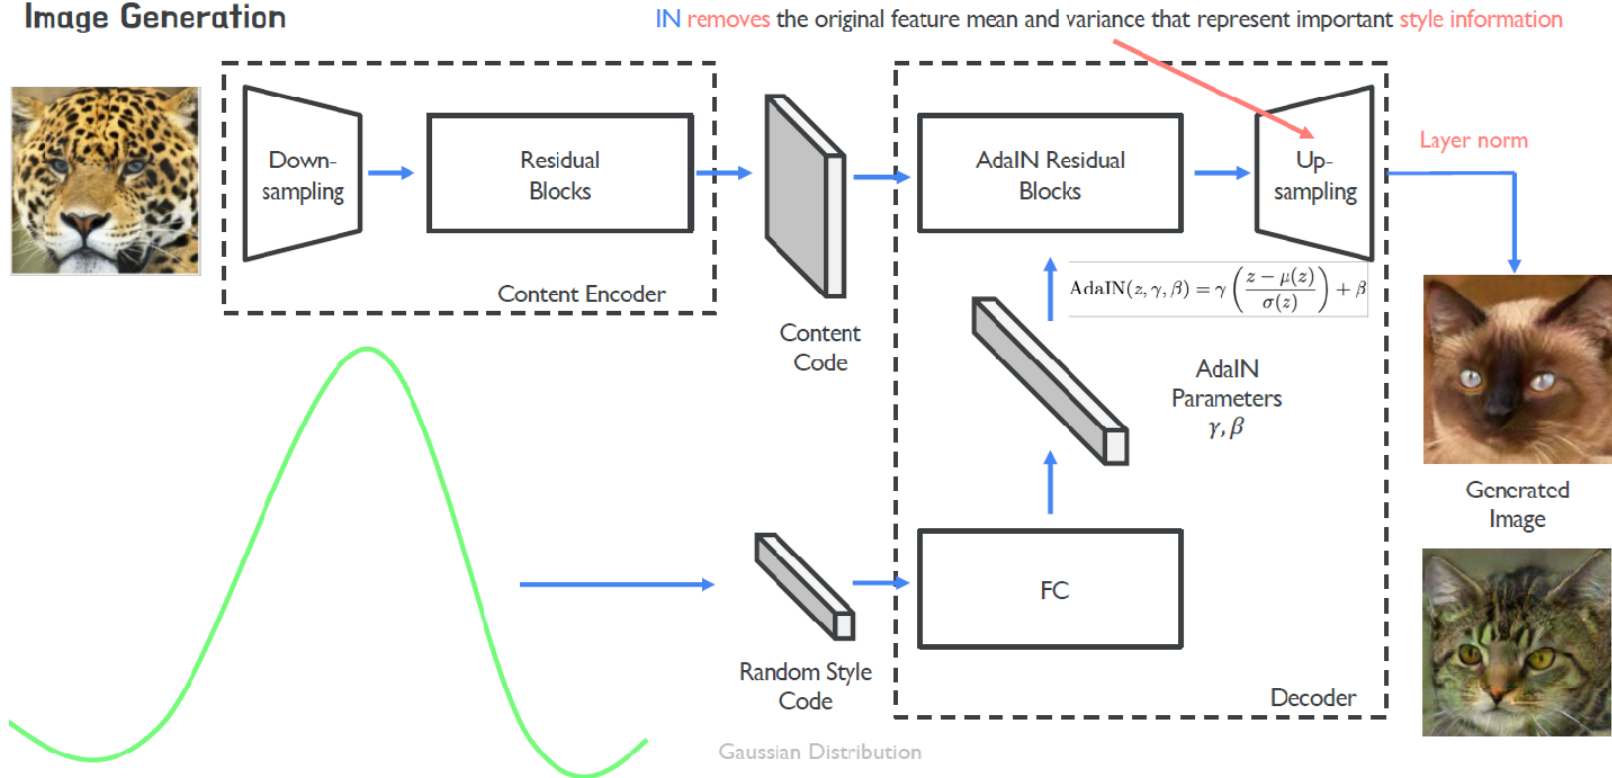 Image Generation
IN removes the original feature mean and variance that represent important style information
Down-
sampling
Residual
Blocks
Content Encoder
Content
Code
AdaIN Residual
Blocks
Up-
sampling
Layer norm
AdaIN(z, γ, β) = γ ( (z − μ(z)) / σ(z) ) + β
AdaIN
Parameters
γ, β
Generated
Image
FC
Random Style
Code
Decoder
Gaussian Distribution